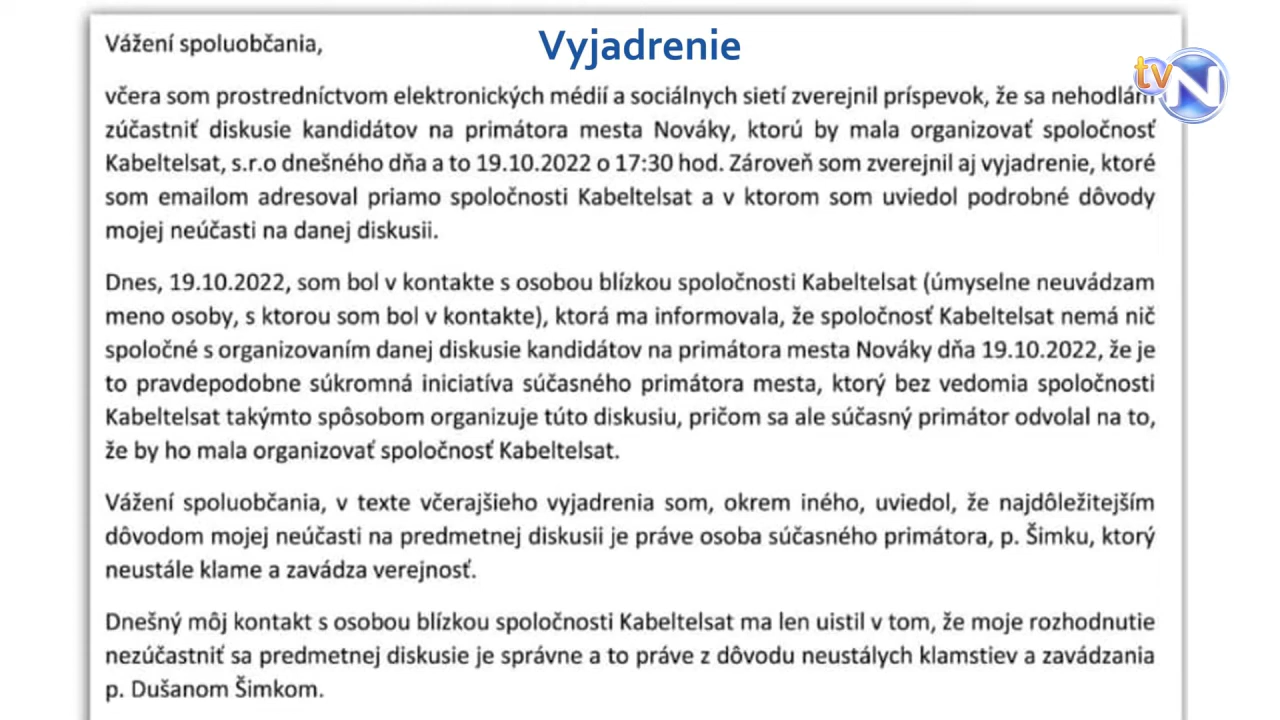 Vyjadrenie
tvN
Vážení spoluobčania,
včera som prostredníctvom elektronických médií a sociálnych sietí zverejnil príspevok, že sa nehodlám
zúčastniť diskusie kandidátov na primátora mesta Nováky, ktorú by mala organizovať spoločnosť
Kabeltelsat, s.r.o dnešného dňa a to 19.10.2022 o 17:30 hod. Zároveň som zverejnil aj vyjadrenie, ktoré
som emailom adresoval priamo spoločnosti Kabeltelsat a v ktorom som uviedol podrobné dôvody
mojej neúčasti na danej diskusii.
Dnes, 19.10.2022, som bol v kontakte s osobou blízkou spoločnosti Kabeltelsat (úmyselne neuvádzam
meno osoby, s ktorou som bol v kontakte), ktorá ma informovala, že spoločnosť Kabeltelsat nemá nič
spoločné s organizovaním danej diskusie kandidátov na primátora mesta Nováky dňa 19.10.2022, že je
to pravdepodobne súkromná iniciatíva súčasného primátora mesta, ktorý bez vedomia spoločnosti
Kabeltelsat takýmto spôsobom organizuje túto diskusiu, pričom sa ale súčasný primátor odvolal na to,
že by ho mala organizovať spoločnosť Kabeltelsat.
Vážení spoluobčania, v texte včerajšieho vyjadrenia som, okrem iného, uviedol, že najdôležitejším
dôvodom mojej neúčasti na predmetnej diskusii je práve osoba súčasného primátora, p. Šimku, ktorý
neustále klame a zavádza verejnosť.
Dnešný môj kontakt s osobou blízkou spoločnosti Kabeltelsat ma len uistil v tom, že moje rozhodnutie
nezúčastniť sa predmetnej diskusie je správne a to práve z dôvodu neustálych klamstiev a zavádzania
p. Dušanom Šimkom.